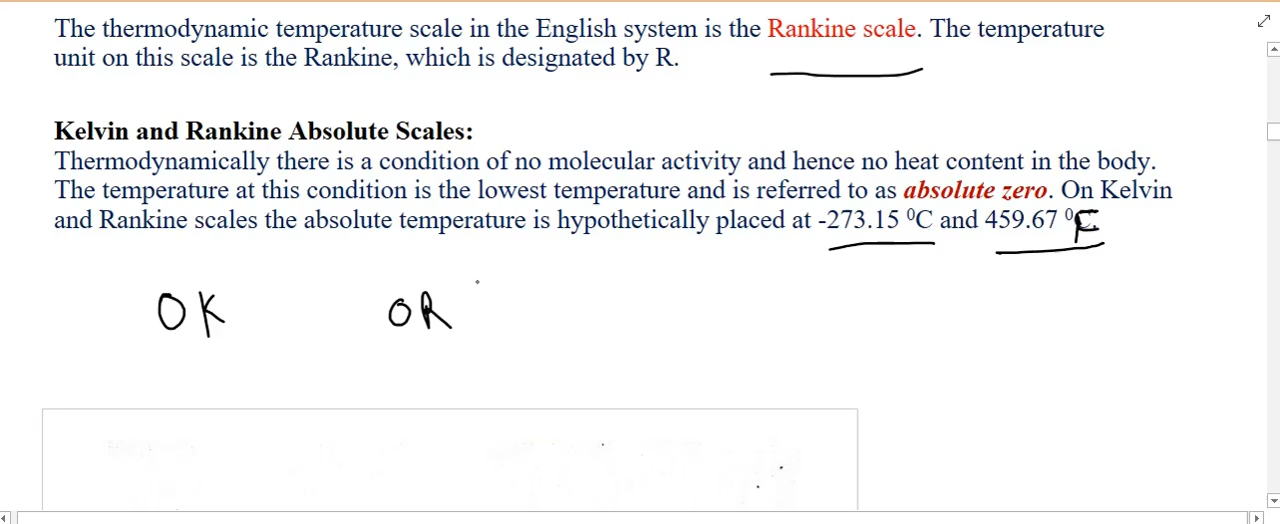 The thermodynamic temperature scale in the English system is the Rankine scale. The temperature
unit on this scale is the Rankine, which is designated by R.
Kelvin and Rankine Absolute Scales:
Thermodynamically there is a condition of no molecular activity and hence no heat content in the body.
The temperature at this condition is the lowest temperature and is referred to as absolute zero. On Kelvin
and Rankine scales the absolute temperature is hypothetically placed at -273.15 ⁰C and 459.67 ⁰F.
0 K 0 R